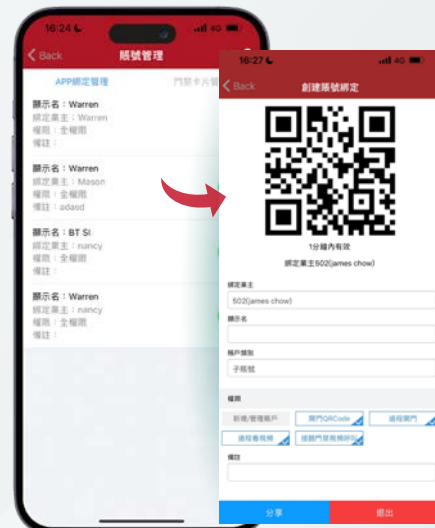 16:24
4G
Back
賬號管理
APP綁定管理
門禁卡片管
顯示名：Warren
綁定業主：Warren
權限：全權限
備註：
顯示名：Warren
綁定業主：Mason
權限：全權限
備註：adasd
顯示名：BT SI
綁定業主：nancy
權限：全權限
備註：
顯示名：Warren
綁定業主：nancy
權限：全權限
備註：
16:27
4G
Back
創建賬號綁定
1分鐘內有效
綁定業主502(james chow)
綁定業主
502(james chow)
顯示名
賬戶類別
子賬號
權限
新增/管理賬戶
開門QRCode
遠程開門
遠程看視頻
接聽門禁視頻呼叫
備註
分享
退出